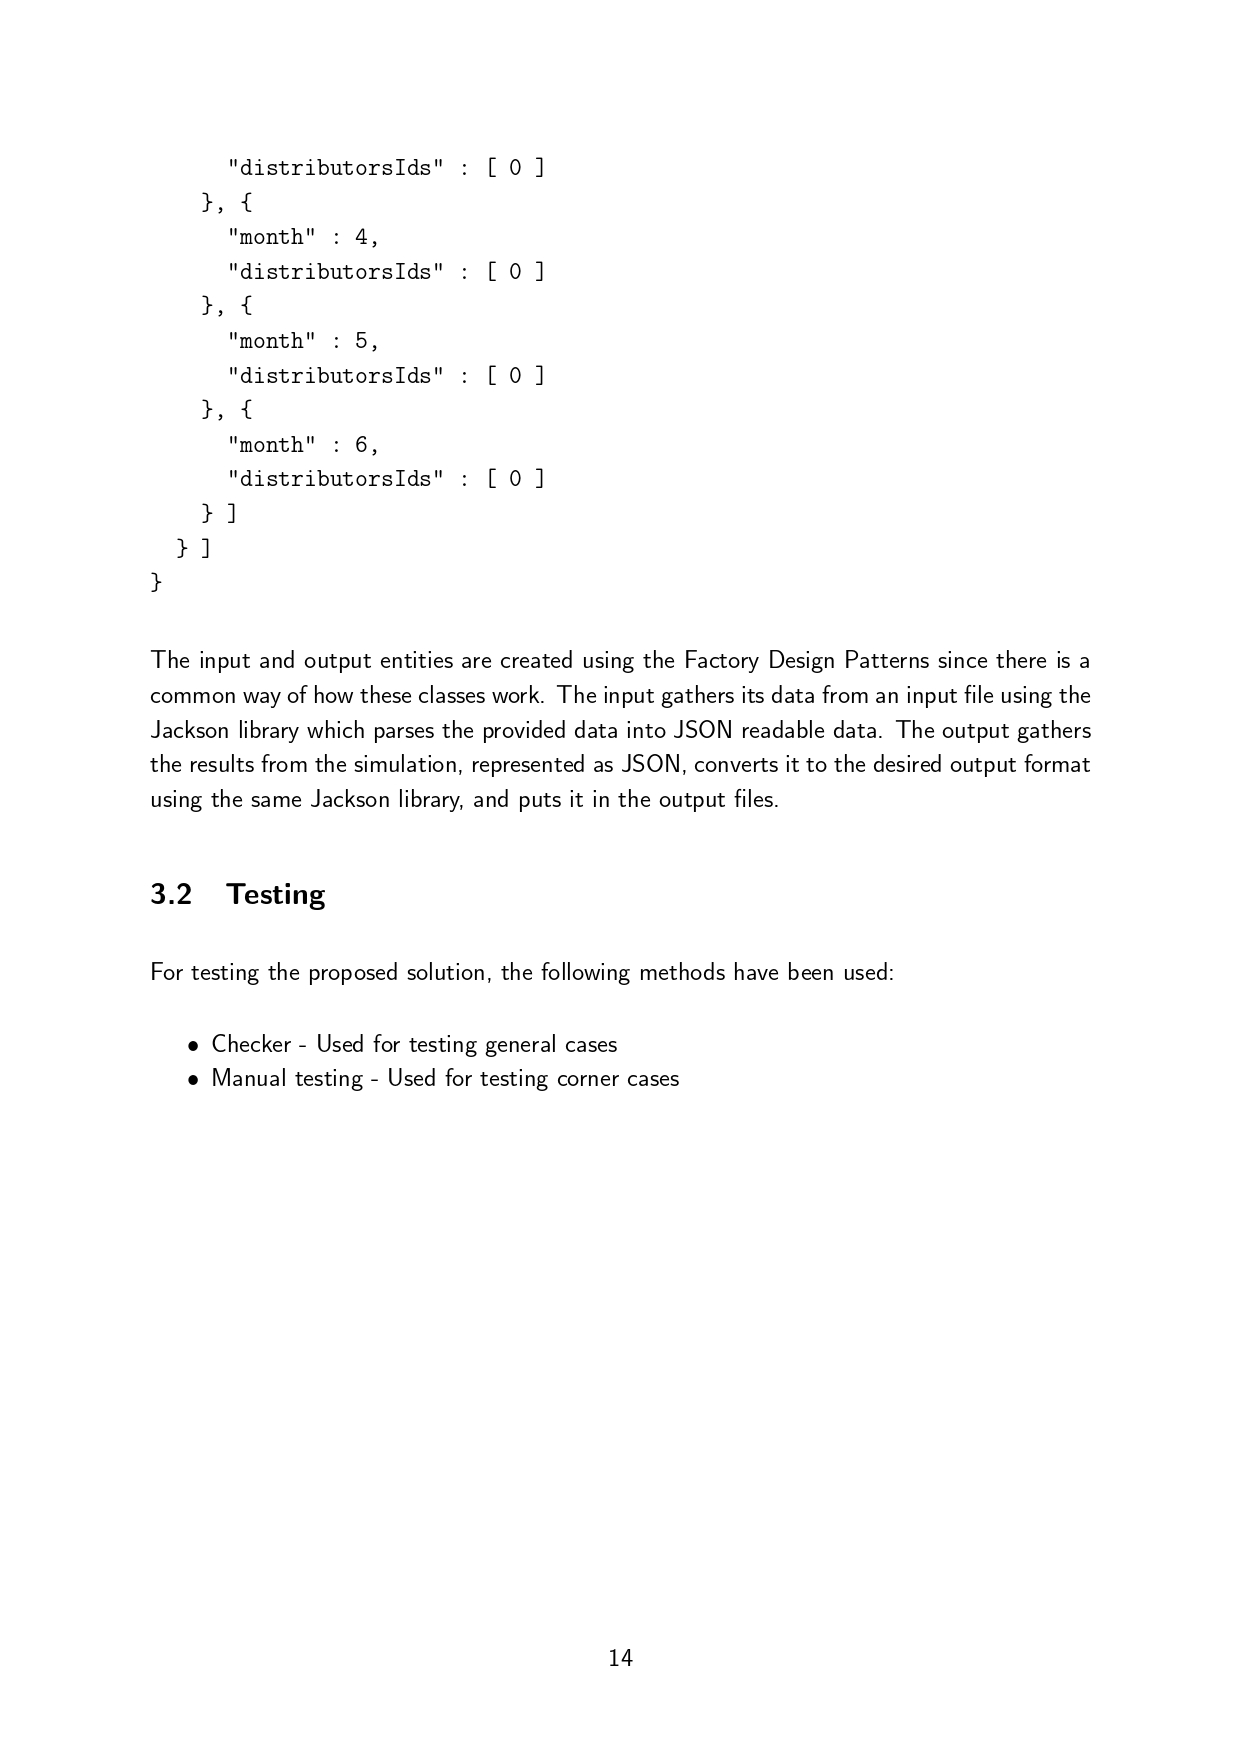 "distributorsIds" : [ 0 ]
}, {
"month" : 4,
"distributorsIds" : [ 0 ]
}, {
"month" : 5,
"distributorsIds" : [ 0 ]
}, {
"month" : 6,
"distributorsIds" : [ 0 ]
} ]
} ]
}
The input and output entities are created using the Factory Design Patterns since there is a
common way of how these classes work. The input gathers its data from an input file using the
Jackson library which parses the provided data into JSON readable data. The output gathers
the results from the simulation, represented as JSON, converts it to the desired output format
using the same Jackson library, and puts it in the output files.
3.2 Testing
For testing the proposed solution, the following methods have been used:
• Checker - Used for testing general cases
• Manual testing - Used for testing corner cases
14